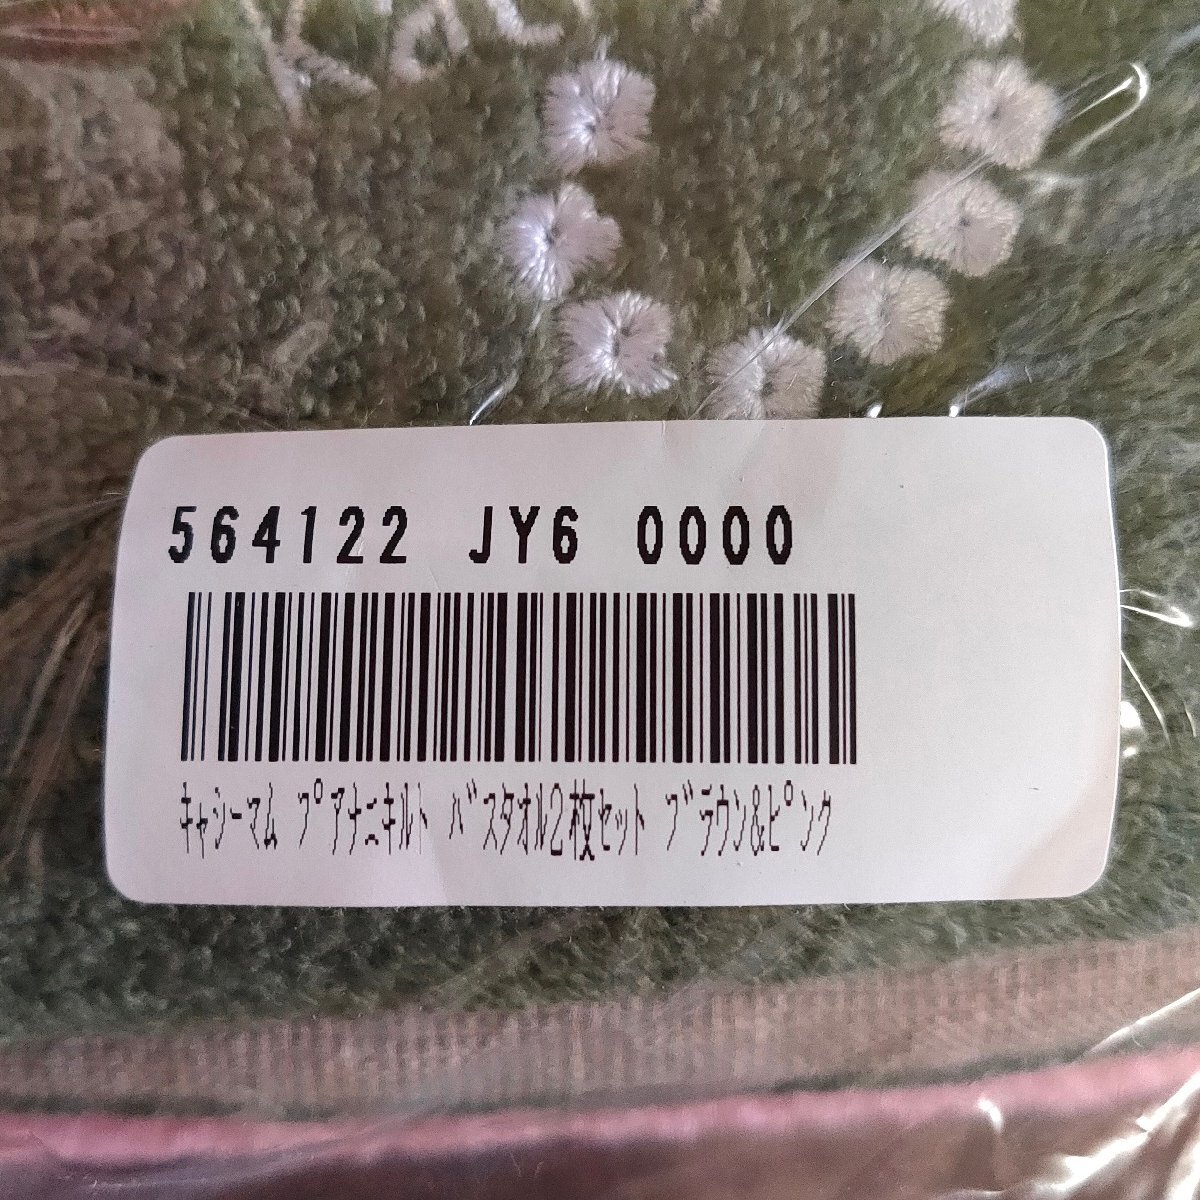 564122 JY6 0000
キャシーマム プアナニキルト バスタオル2枚セット ブラウン&ピンク